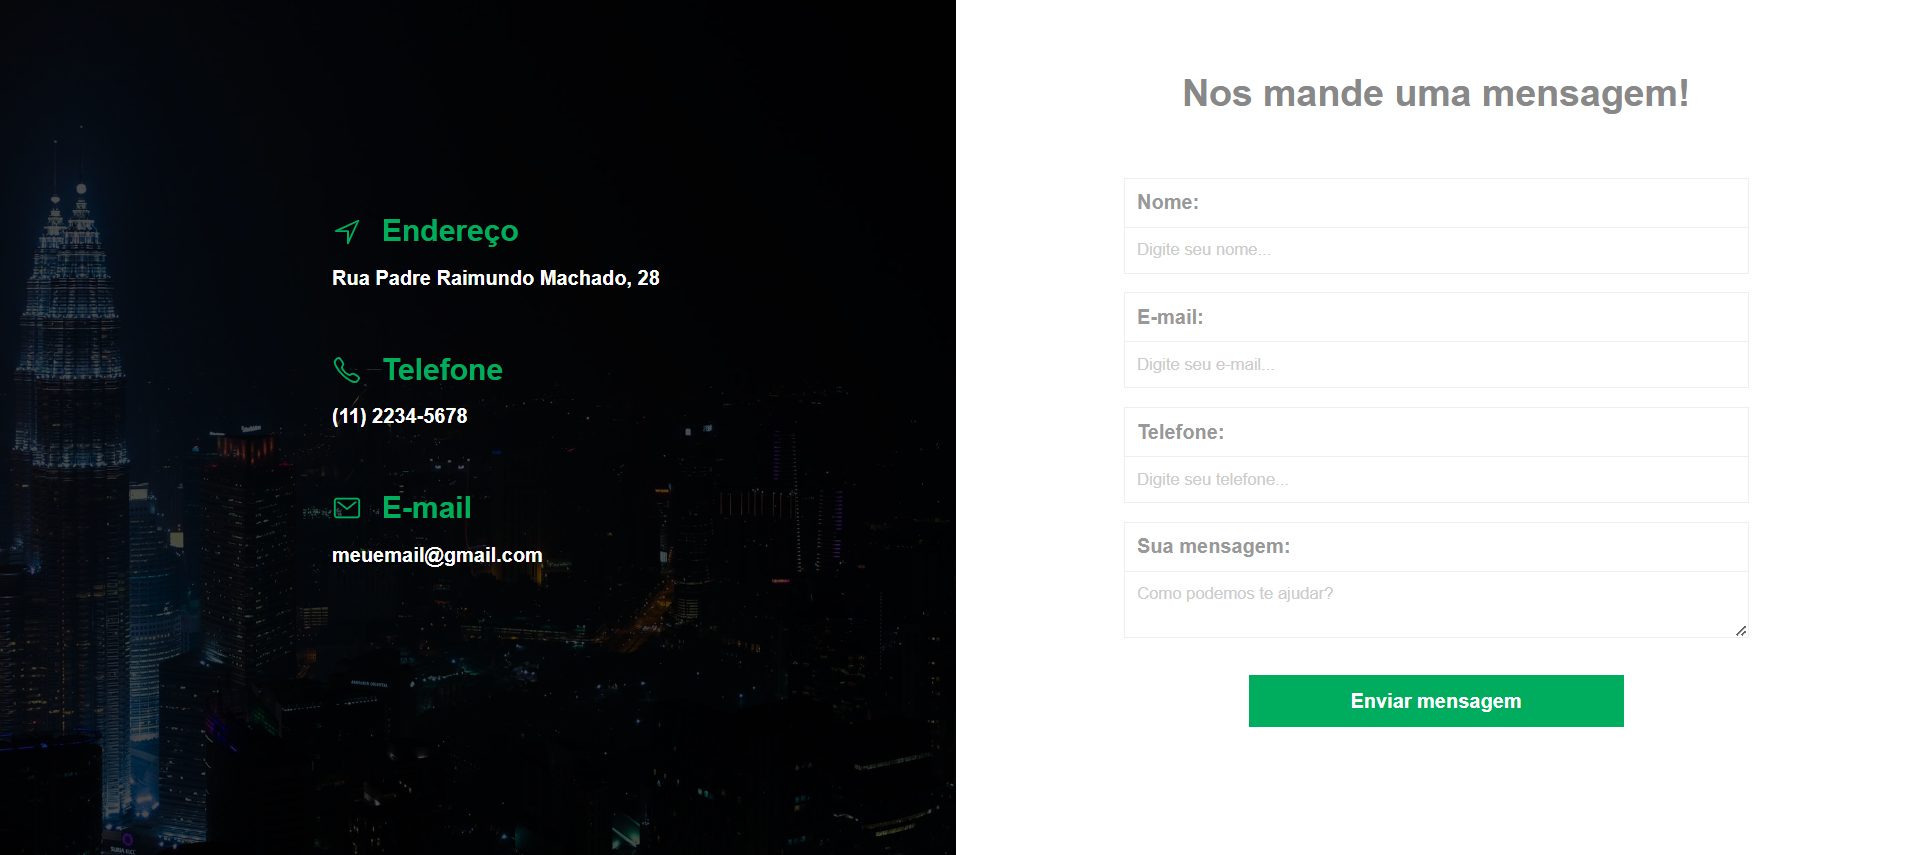 Endereço
Rua Padre Raimundo Machado, 28
Telefone
(11) 2234-5678
E-mail
meuemail@gmail.com
Nos mande uma mensagem!
Nome:
Digite seu nome...
E-mail:
Digite seu e-mail...
Telefone:
Digite seu telefone...
Sua mensagem:
Como podemos te ajudar?
Enviar mensagem